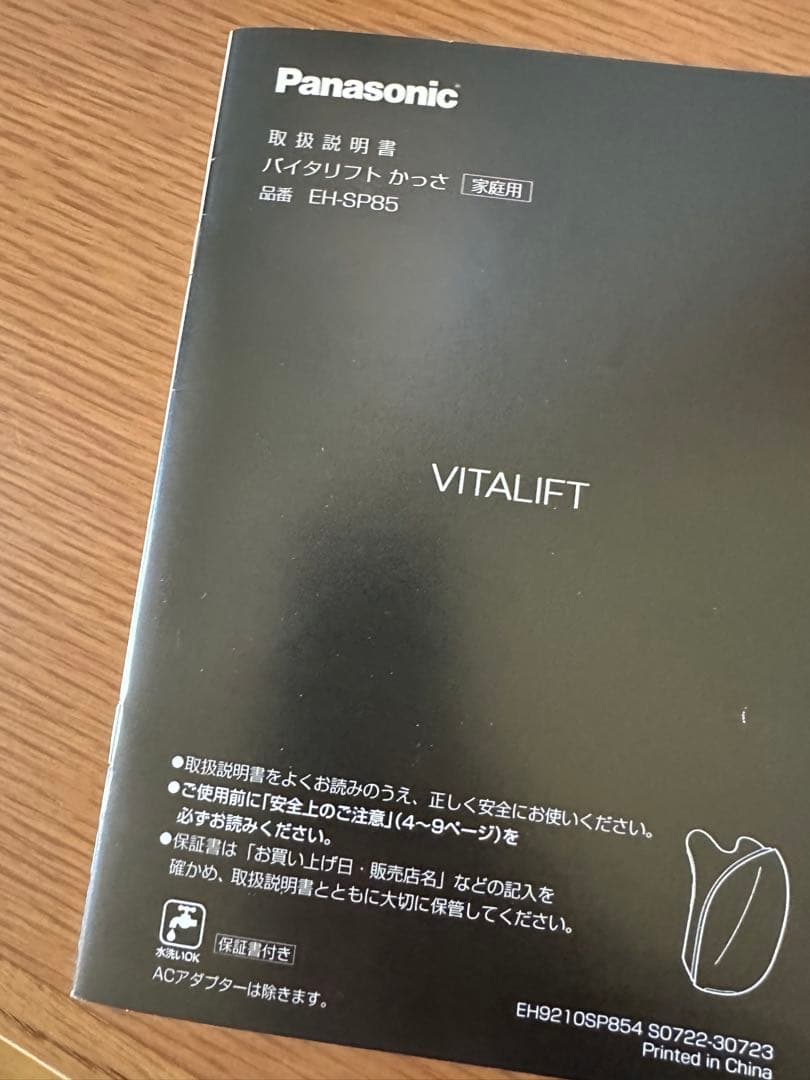 Panasonic
取扱説明書
バイタリフト かっさ 家庭用
品番 EH-SP85
VITALIFT
●取扱説明書をよくお読みのうえ、正しく安全にお使いください。
●ご使用前に「安全上のご注意」(4~9ページ)を
必ずお読みください。
●保証書は「お買い上げ日・販売店名」などの記入を
確かめ、取扱説明書とともに大切に保管してください。
水洗いOK 保証書付き
ACアダプターは除きます。
EH9210SP854 S0722-30723
Printed in China